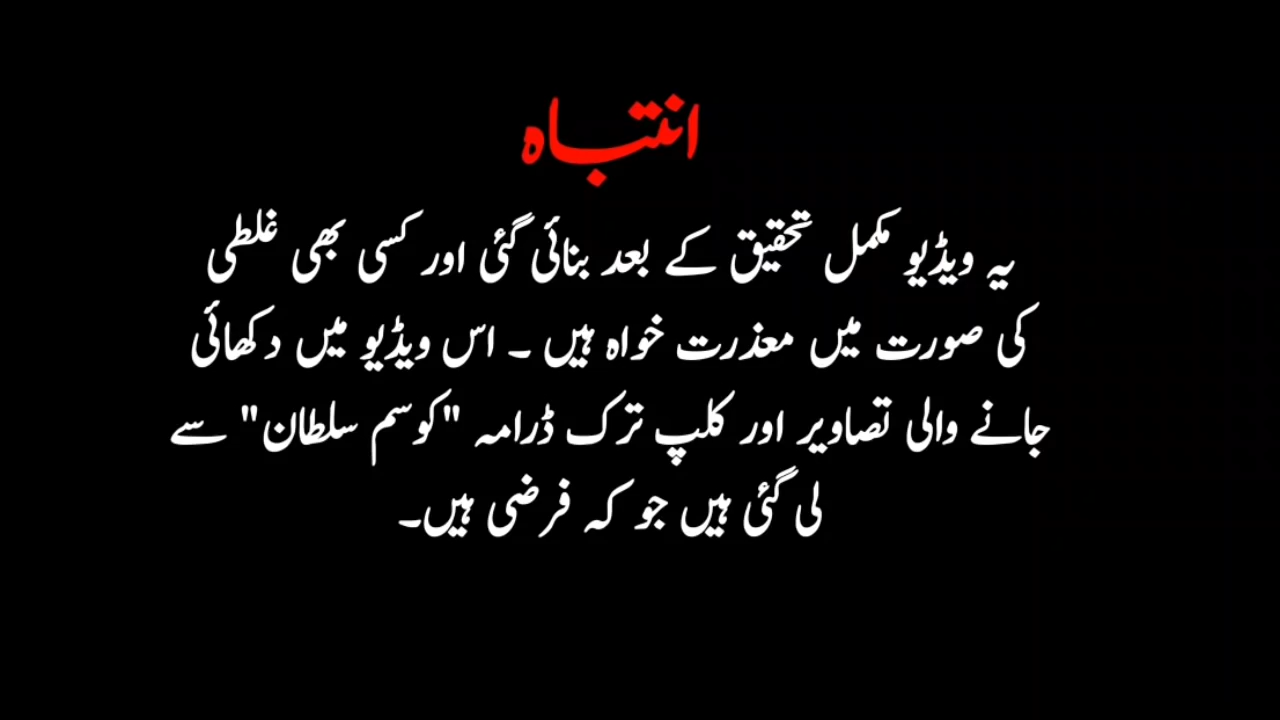 انتباہ
یہ ویڈیو مکمل تحقیق کے بعد بنائی گئی اور کسی بھی غلطی
کی صورت میں معذرت خواہ ہیں ۔ اس ویڈیو میں دکھائی
جانے والی تصاویر اور کلپ ترک ڈرامہ "کوسم سلطان" سے
لی گئی ہیں جو کہ فرضی ہیں۔